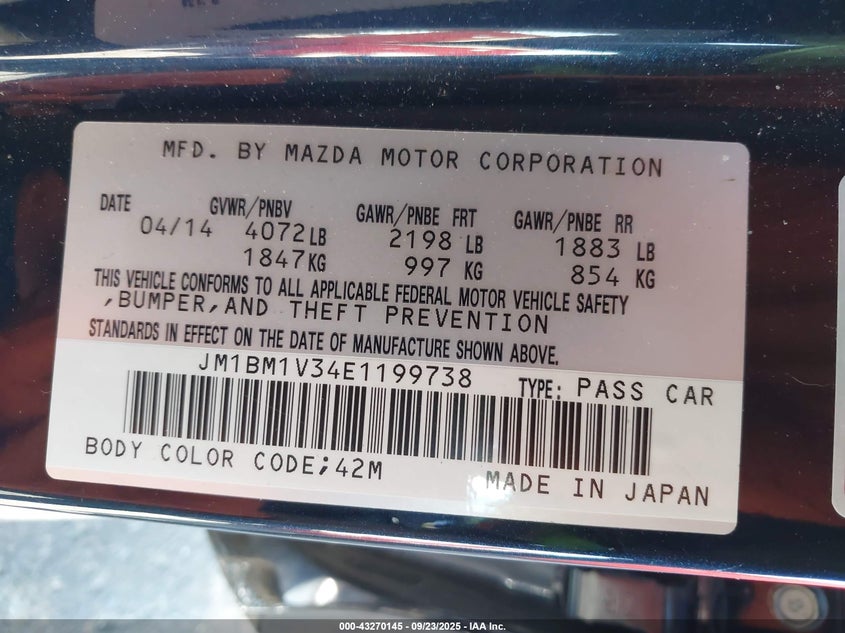 MFD. BY MAZDA MOTOR CORPORATION
DATE GVWR/PNBV GAWR/PNBE FRT GAWR/PNBE RR
04/14 4072 LB 2198 LB 1883 LB
1847 KG 997 KG 854 KG
THIS VEHICLE CONFORMS TO ALL APPLICABLE FEDERAL MOTOR VEHICLE SAFETY
,BUMPER,AND THEFT PREVENTION
STANDARDS IN EFFECT ON THE DATE OF MANUFACTURE SHOWN ABOVE.
JM1BM1V34E1199738 TYPE: PASS CAR
BODY COLOR CODE;42M
MADE IN JAPAN
000-43270145 - 09/23/2025 - IAA Inc.